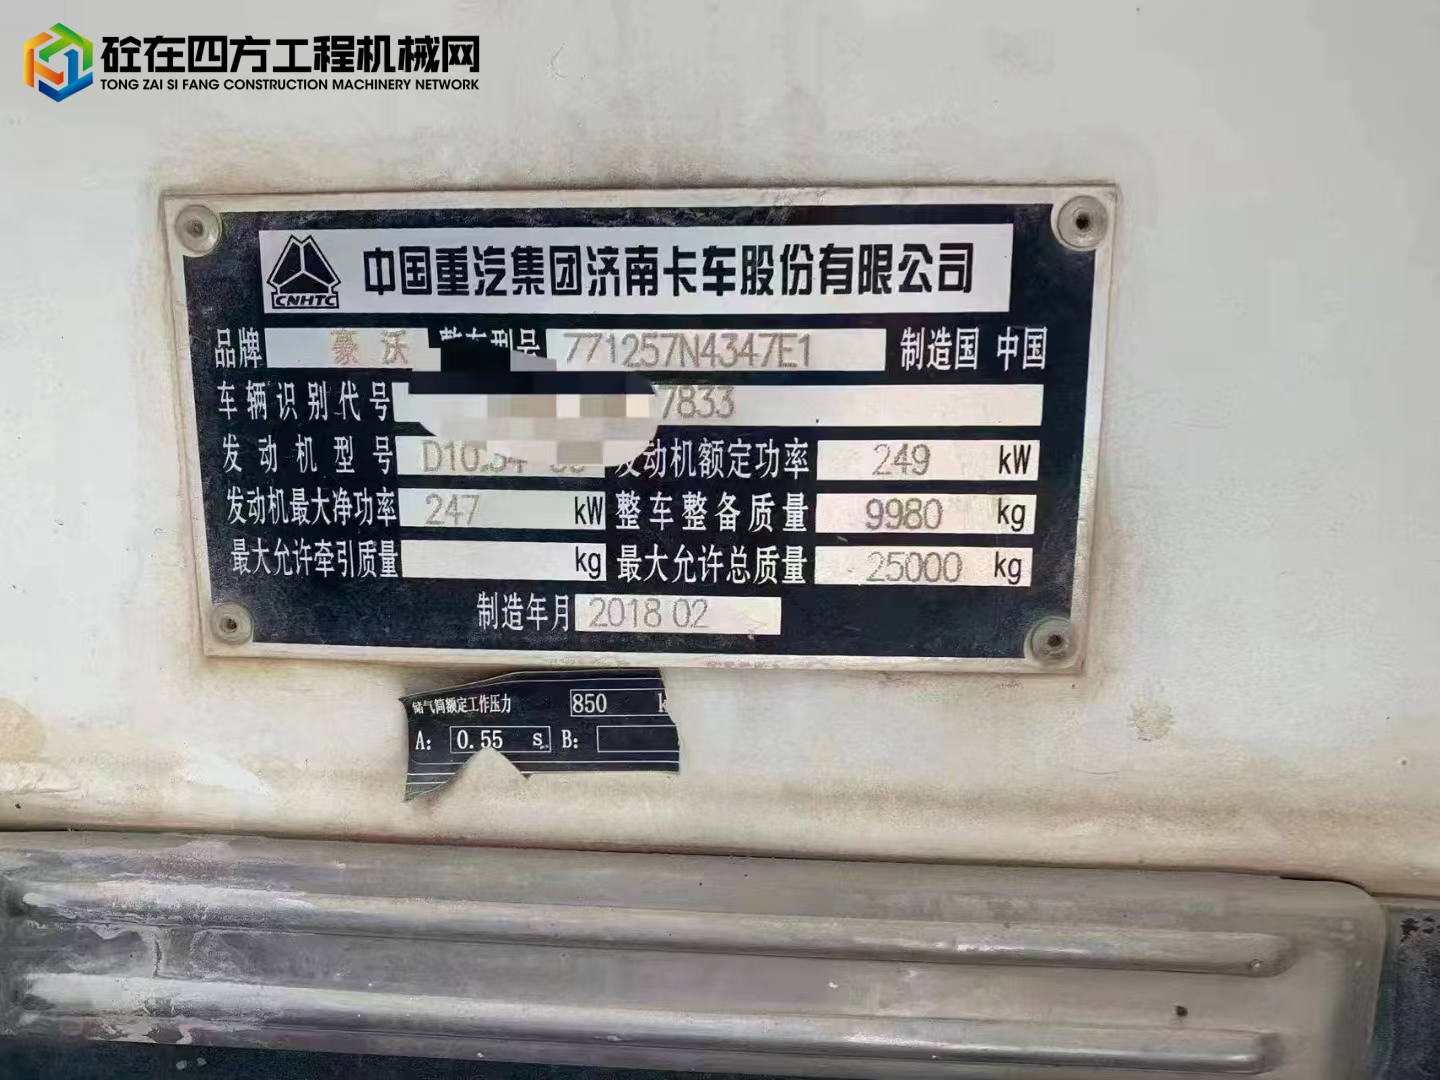 砼在四方工程机械网
TONG ZAI SI FANG CONSTRUCTION MACHINERY NETWORK
CNHTC 中国重汽集团济南卡车股份有限公司
品牌 豪沃 整车型号 771257N4347E1 制造国 中国
车辆识别代号 7833
发动机型号 D10.34 发动机额定功率 249 kW
发动机最大净功率 247 kW 整车整备质量 9980 kg
最大允许牵引质量 kg 最大允许总质量 25000 kg
制造年月 2018 02
储气筒额定工作压力 850 k
A: 0.55 s B: